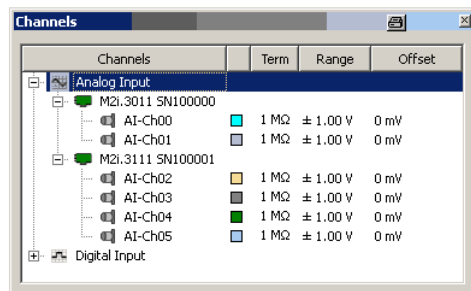 Channels
Channels Term Range Offset
Analog Input
M2i.3011 SN100000
AI-Ch00 1 MΩ ± 1.00 V 0 mV
AI-Ch01 1 MΩ ± 1.00 V 0 mV
M2i.3111 SN100001
AI-Ch02 1 MΩ ± 1.00 V 0 mV
AI-Ch03 1 MΩ ± 1.00 V 0 mV
AI-Ch04 1 MΩ ± 1.00 V 0 mV
AI-Ch05 1 MΩ ± 1.00 V 0 mV
Digital Input